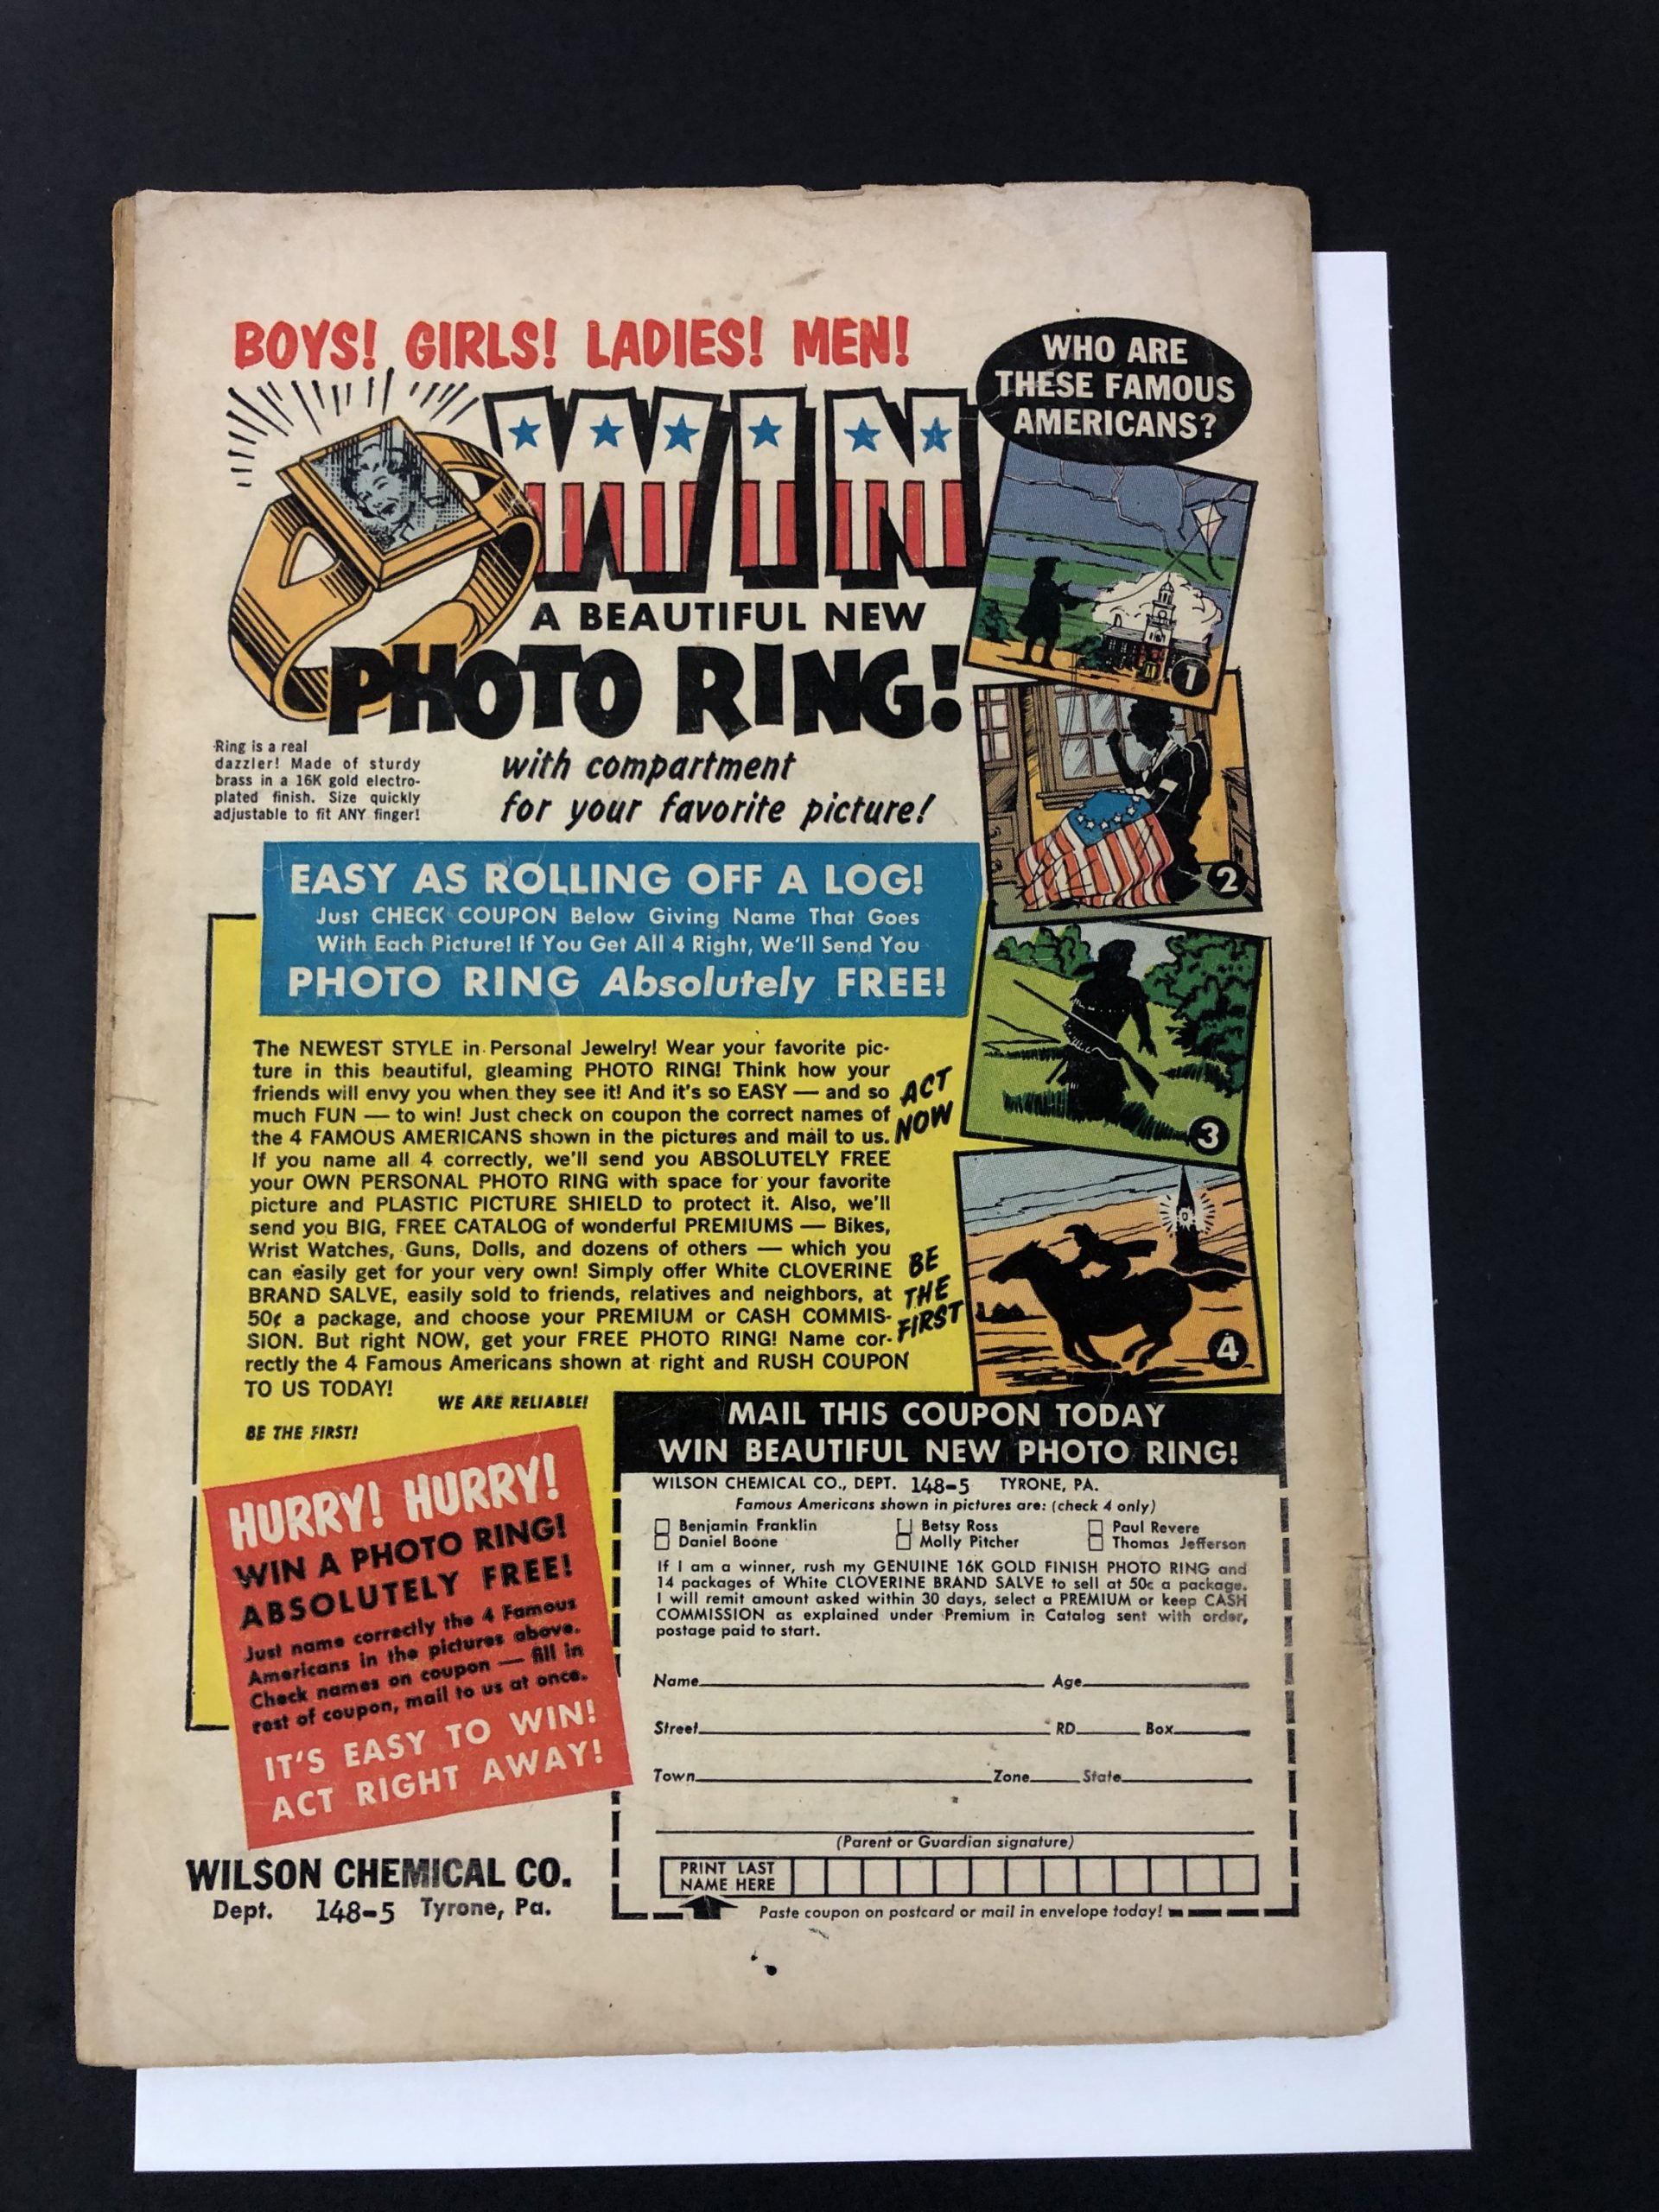 BOYS! GIRLS! LADIES! MEN!
WIN
A BEAUTIFUL NEW
PHOTO RING!
with compartment
for your favorite picture!
Ring is a real
dazzler! Made of sturdy
brass in a 16K gold electro-
plated finish. Size quickly
adjustable to fit ANY finger!
WHO ARE
THESE FAMOUS
AMERICANS?
1
2
3
4
EASY AS ROLLING OFF A LOG!
Just CHECK COUPON Below Giving Name That Goes
With Each Picture! If You Get All 4 Right, We'll Send You
PHOTO RING Absolutely FREE!
The NEWEST STYLE in Personal Jewelry! Wear your favorite pic-
ture in this beautiful, gleaming PHOTO RING! Think how your
friends will envy you when they see it! And it's so EASY — and so
much FUN — to win! Just check on coupon the correct names of
the 4 FAMOUS AMERICANS shown in the pictures and mail to us.
If you name all 4 correctly, we'll send you ABSOLUTELY FREE
your OWN PERSONAL PHOTO RING with space for your favorite
picture and PLASTIC PICTURE SHIELD to protect it. Also, we'll
send you BIG, FREE CATALOG of wonderful PREMIUMS — Bikes,
Wrist Watches, Guns, Dolls, and dozens of others — which you
can easily get for your very own! Simply offer White CLOVERINE
BRAND SALVE, easily sold to friends, relatives and neighbors, at
50¢ a package, and choose your PREMIUM or CASH COMMIS-
SION. But right NOW, get your FREE PHOTO RING! Name cor-
rectly the 4 Famous Americans shown at right and RUSH COUPON
TO US TODAY!
WE ARE RELIABLE!
BE THE FIRST!
ACT
NOW
BE
THE
FIRST
HURRY! HURRY!
WIN A PHOTO RING!
ABSOLUTELY FREE!
Just name correctly the 4 Famous
Americans in the pictures above.
Check names on coupon — fill in
rest of coupon, mail to us at once.
IT'S EASY TO WIN!
ACT RIGHT AWAY!
WILSON CHEMICAL CO.
Dept. 148-5 Tyrone, Pa.
MAIL THIS COUPON TODAY
WIN BEAUTIFUL NEW PHOTO RING!
WILSON CHEMICAL CO., DEPT. 148-5 TYRONE, PA.
Famous Americans shown in pictures are: (check 4 only)
Benjamin Franklin Betsy Ross Paul Revere
Daniel Boone Molly Pitcher Thomas Jefferson
If I am a winner, rush my GENUINE 16K GOLD FINISH PHOTO RING and
14 packages of White CLOVERINE BRAND SALVE to sell at 50c a package.
I will remit amount asked within 30 days, select a PREMIUM or keep CASH
COMMISSION as explained under Premium in Catalog sent with order,
postage paid to start.
Name Age
Street RD Box
Town Zone State
(Parent or Guardian signature)
PRINT LAST
NAME HERE
Paste coupon on postcard or mail in envelope today!